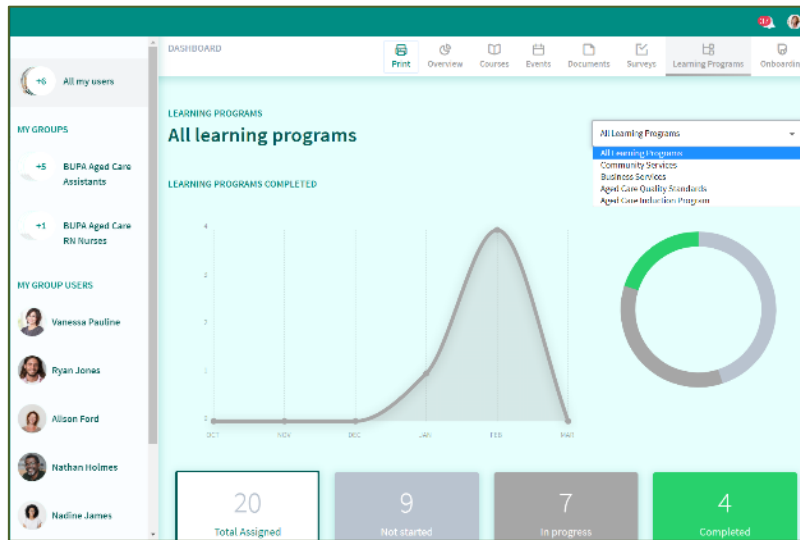 37
DASHBOARD
Print
Overview
Courses
Events
Documents
Surveys
Learning Programs
Onboardin
+6
All my users
MY GROUPS
+5
BUPA Aged Care
Assistants
+1
BUPA Aged Care
RN Nurses
MY GROUP USERS
Vanessa Pauline
Ryan Jones
Alison Ford
Nathan Holmes
Nadine James
LEARNING PROGRAMS
All learning programs
All Learning Programs
All Learning Programs
Community Services
Business Services
Aged Care Quality Standards
Aged Care Induction Program
LEARNING PROGRAMS COMPLETED
4
3
2
1
0
OCT
NOV
DEC
JAN
FEB
MAR
20
Total Assigned
9
Not started
7
In progress
4
Completed